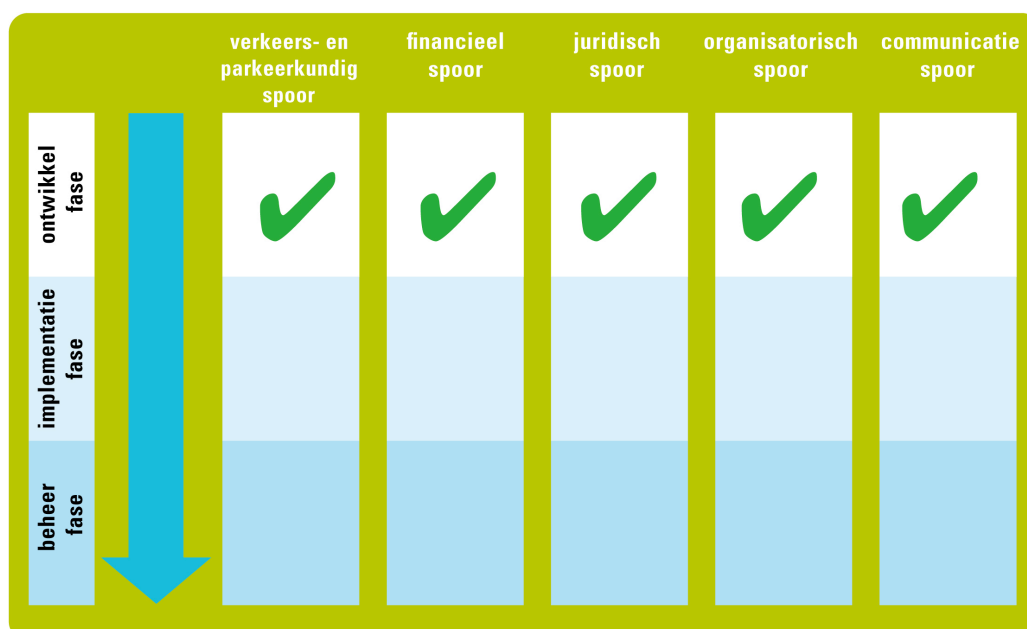 verkeers- en
parkeerkundig
spoor
financieel
spoor
juridisch
spoor
organisatorisch
spoor
communicatie
spoor
ontwikkel
fase
implementatie
fase
beheer
fase